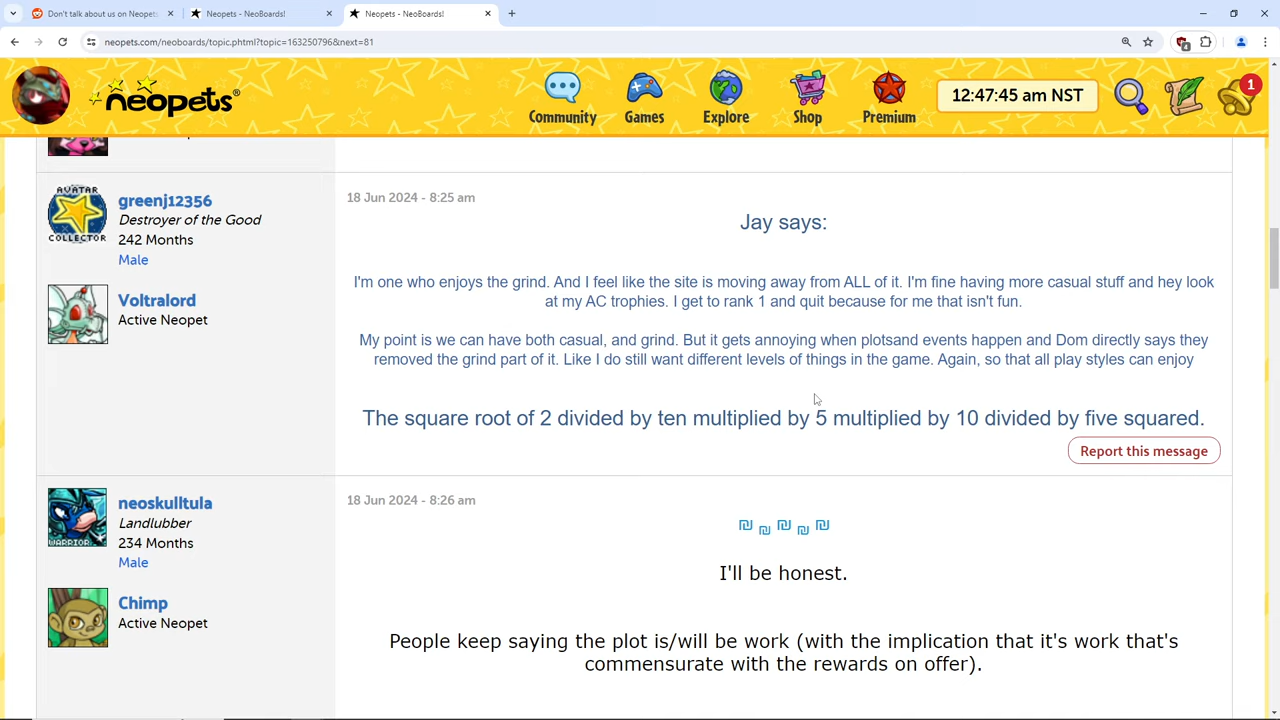 Don't talk about us on Neopets
Neopets - NeoBoards!
Neopets - NeoBoards!
neopets.com/neoboards/topic.phtml?topic=163250796&next=81
4
neopets®
Community
Games
Explore
Shop
Premium
12:47:45 am NST
1
AVATAR
COLLECTOR
greenj12356
Destroyer of the Good
242 Months
Male
Voltralord
Active Neopet
18 Jun 2024 - 8:25 am
Jay says:
I'm one who enjoys the grind. And I feel like the site is moving away from ALL of it. I'm fine having more casual stuff and hey look
at my AC trophies. I get to rank 1 and quit because for me that isn't fun.
My point is we can have both casual, and grind. But it gets annoying when plotsand events happen and Dom directly says they
removed the grind part of it. Like I do still want different levels of things in the game. Again, so that all play styles can enjoy
The square root of 2 divided by ten multiplied by 5 multiplied by 10 divided by five squared.
Report this message
WARRIOR
neoskulltula
Landlubber
234 Months
Male
Chimp
Active Neopet
18 Jun 2024 - 8:26 am
₪ ₪ ₪ ₪ ₪
I'll be honest.
People keep saying the plot is/will be work (with the implication that it's work that's
commensurate with the rewards on offer).